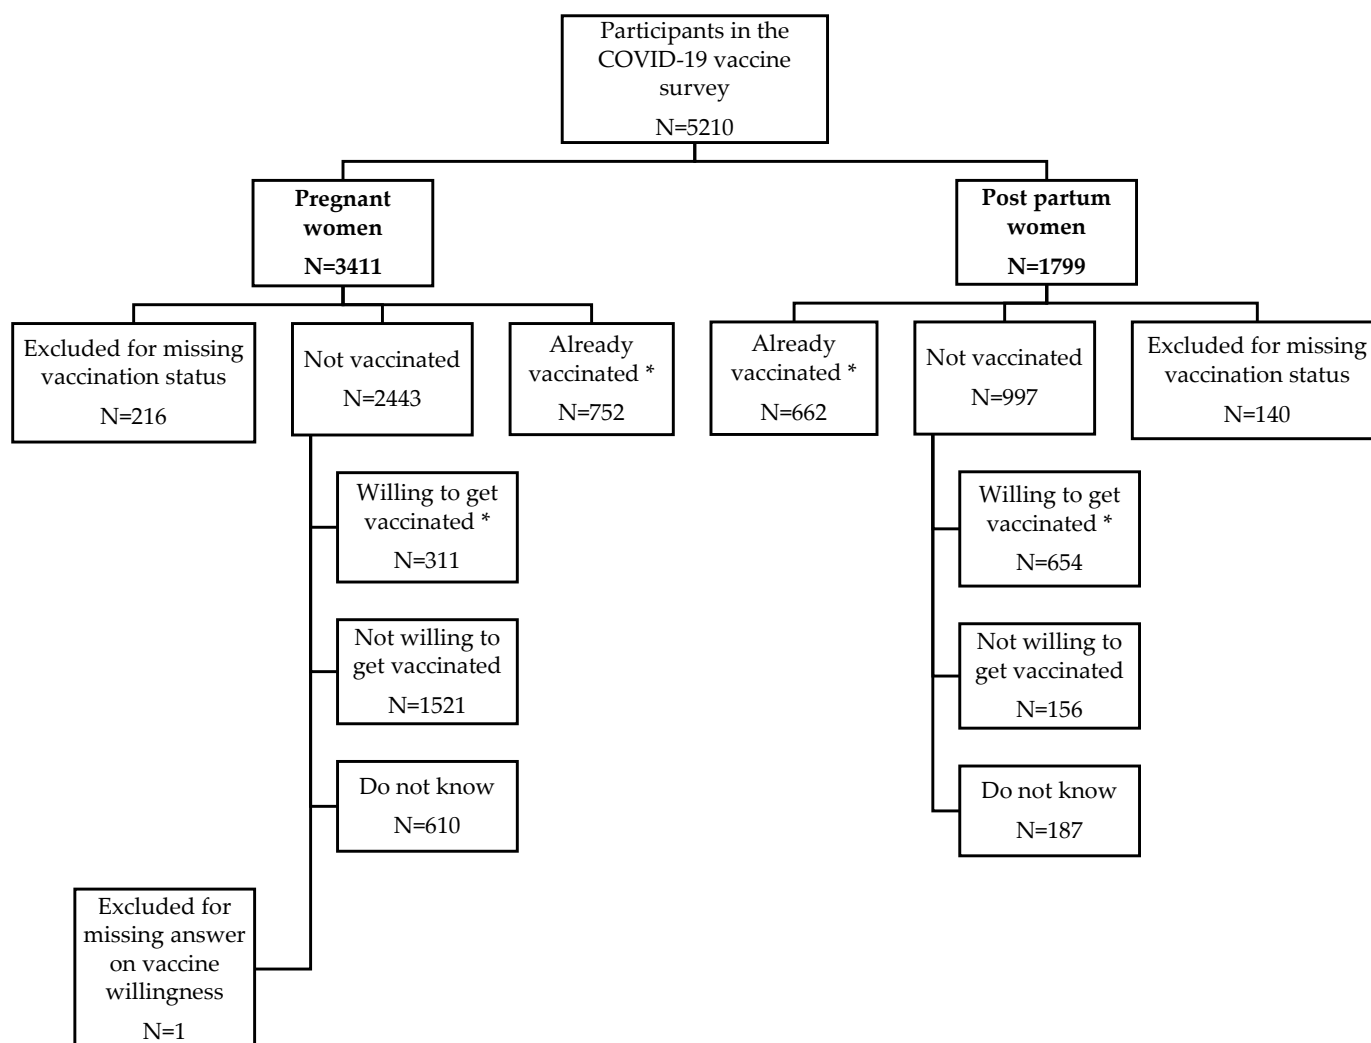 Participants in the
COVID-19 vaccine
survey
N=5210
Pregnant
women
N=3411
Post partum
women
N=1799
Excluded for missing
vaccination status
N=216
Not vaccinated
N=2443
Already
vaccinated *
N=752
Already
vaccinated *
N=662
Not vaccinated
N=997
Excluded for missing
vaccination status
N=140
Willing to get
vaccinated *
N=311
Not willing to
get vaccinated
N=1521
Do not know
N=610
Excluded for
missing answer
on vaccine
willingness
N=1
Willing to get
vaccinated *
N=654
Not willing to
get vaccinated
N=156
Do not know
N=187